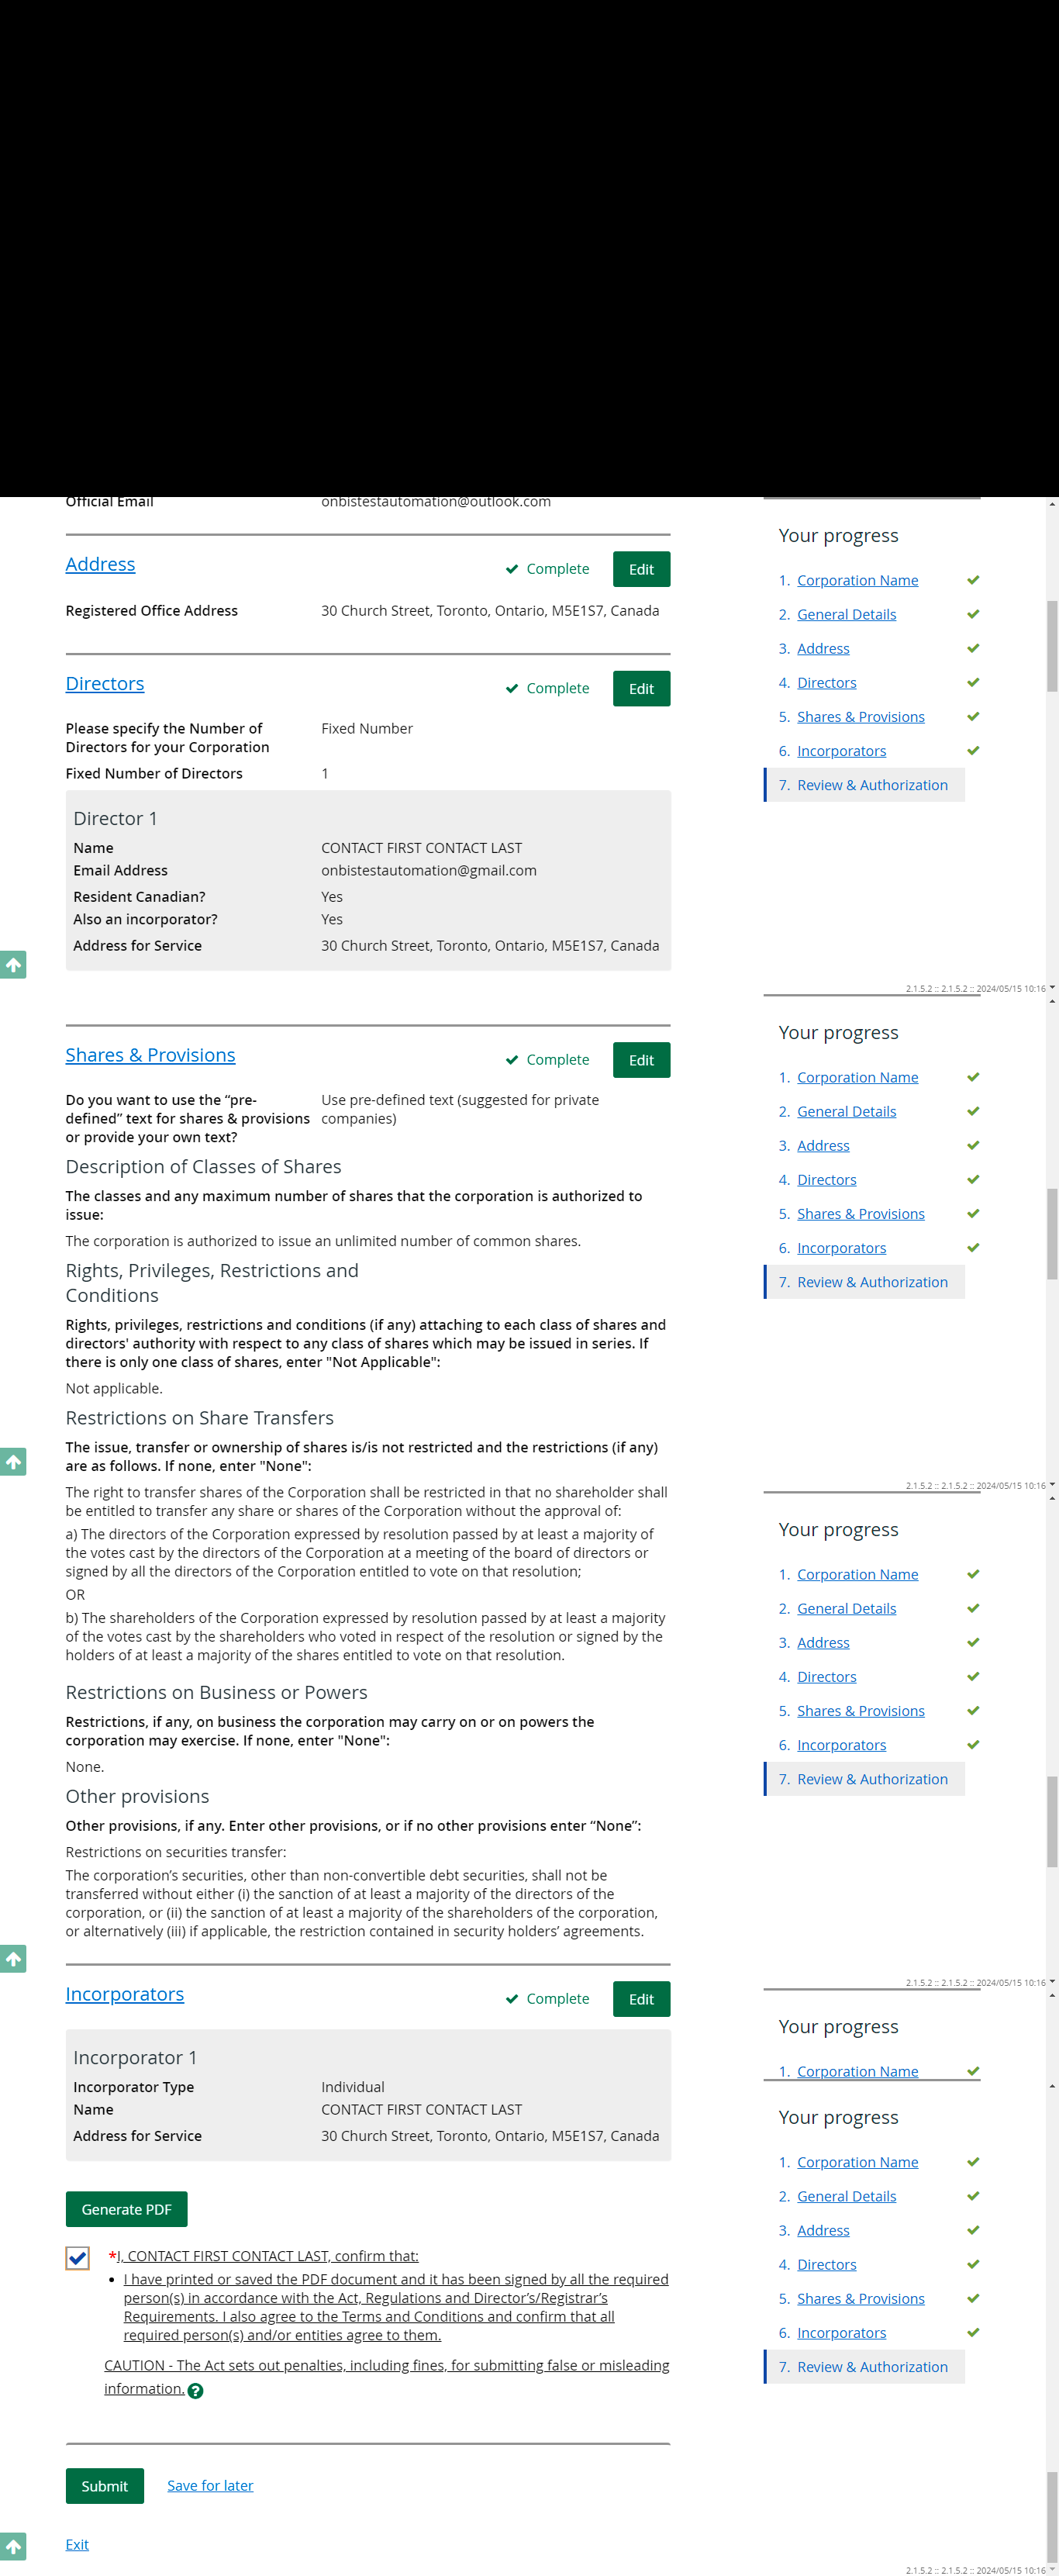 Official Email onbistestautomation@outlook.com
Your progress
Address Complete Edit
1. Corporation Name
Registered Office Address 30 Church Street, Toronto, Ontario, M5E1S7, Canada
2. General Details
3. Address
Directors Complete Edit
4. Directors
Please specify the Number of Fixed Number
Directors for your Corporation
5. Shares & Provisions
6. Incorporators
Fixed Number of Directors 1
7. Review & Authorization
Director 1
Name CONTACT FIRST CONTACT LAST
Email Address onbistestautomation@gmail.com
Resident Canadian? Yes
Also an incorporator? Yes
Address for Service 30 Church Street, Toronto, Ontario, M5E1S7, Canada
2.1.5.2 :: 2.1.5.2 :: 2024/05/15 10:16
Your progress
Shares & Provisions Complete Edit
1. Corporation Name
Do you want to use the “pre- Use pre-defined text (suggested for private
defined” text for shares & provisions companies)
or provide your own text?
2. General Details
3. Address
Description of Classes of Shares
4. Directors
The classes and any maximum number of shares that the corporation is authorized to
issue:
5. Shares & Provisions
The corporation is authorized to issue an unlimited number of common shares.
6. Incorporators
Rights, Privileges, Restrictions and
Conditions
7. Review & Authorization
Rights, privileges, restrictions and conditions (if any) attaching to each class of shares and
directors' authority with respect to any class of shares which may be issued in series. If
there is only one class of shares, enter "Not Applicable":
Not applicable.
Restrictions on Share Transfers
The issue, transfer or ownership of shares is/is not restricted and the restrictions (if any)
are as follows. If none, enter "None":
2.1.5.2 :: 2.1.5.2 :: 2024/05/15 10:16
The right to transfer shares of the Corporation shall be restricted in that no shareholder shall
be entitled to transfer any share or shares of the Corporation without the approval of:
Your progress
a) The directors of the Corporation expressed by resolution passed by at least a majority of
the votes cast by the directors of the Corporation at a meeting of the board of directors or
signed by all the directors of the Corporation entitled to vote on that resolution;
1. Corporation Name
OR
2. General Details
b) The shareholders of the Corporation expressed by resolution passed by at least a majority
of the votes cast by the shareholders who voted in respect of the resolution or signed by the
holders of at least a majority of the shares entitled to vote on that resolution.
3. Address
4. Directors
Restrictions on Business or Powers
5. Shares & Provisions
Restrictions, if any, on business the corporation may carry on or on powers the
corporation may exercise. If none, enter "None":
6. Incorporators
None.
7. Review & Authorization
Other provisions
Other provisions, if any. Enter other provisions, or if no other provisions enter “None”:
Restrictions on securities transfer:
The corporation’s securities, other than non-convertible debt securities, shall not be
transferred without either (i) the sanction of at least a majority of the directors of the
corporation, or (ii) the sanction of at least a majority of the shareholders of the corporation,
or alternatively (iii) if applicable, the restriction contained in security holders’ agreements.
2.1.5.2 :: 2.1.5.2 :: 2024/05/15 10:16
Incorporators Complete Edit
Your progress
1. Corporation Name
Incorporator 1
Incorporator Type Individual
Name CONTACT FIRST CONTACT LAST
Address for Service 30 Church Street, Toronto, Ontario, M5E1S7, Canada
Your progress
1. Corporation Name
2. General Details
Generate PDF
3. Address
*I, CONTACT FIRST CONTACT LAST, confirm that:
4. Directors
• I have printed or saved the PDF document and it has been signed by all the required
person(s) in accordance with the Act, Regulations and Director’s/Registrar’s
Requirements. I also agree to the Terms and Conditions and confirm that all
required person(s) and/or entities agree to them.
5. Shares & Provisions
6. Incorporators
7. Review & Authorization
CAUTION - The Act sets out penalties, including fines, for submitting false or misleading
information. ?
Submit Save for later
Exit
2.1.5.2 :: 2.1.5.2 :: 2024/05/15 10:16